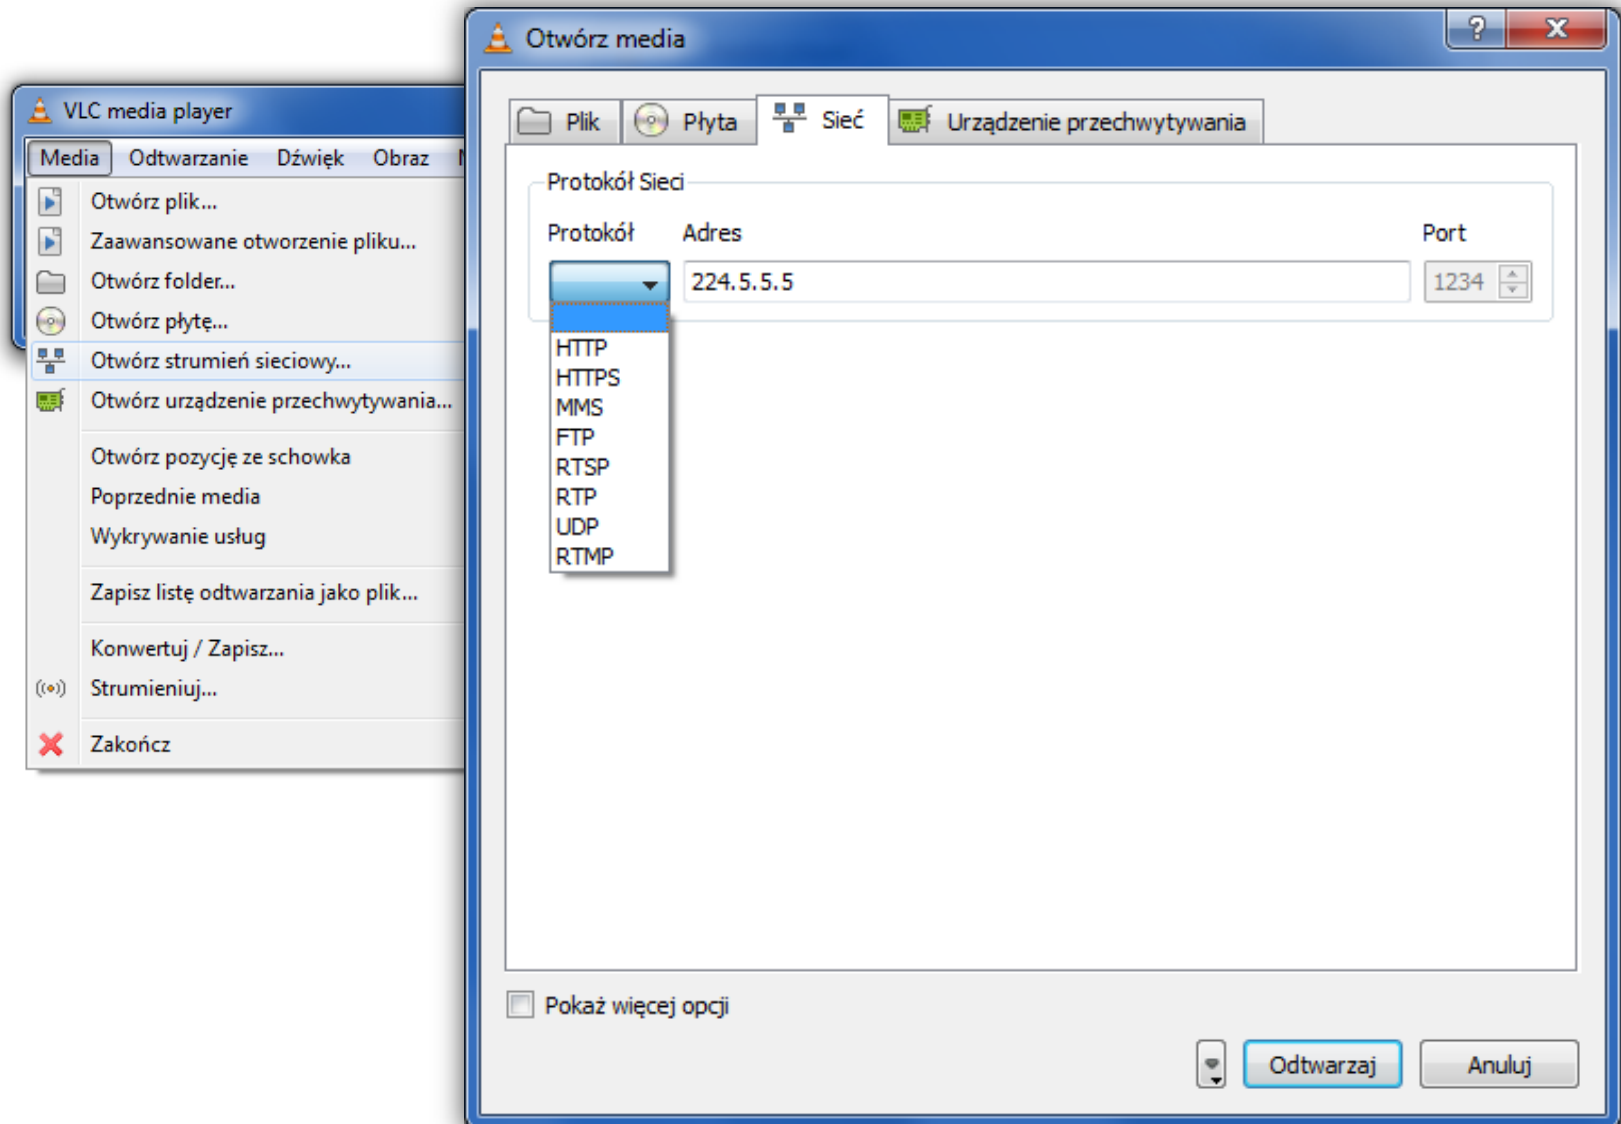 VLC media player
Media Odtwarzanie Dźwięk Obraz
Otwórz plik...
Zaawansowane otworzenie pliku...
Otwórz folder...
Otwórz płytę...
Otwórz strumień sieciowy...
Otwórz urządzenie przechwytywania...
Otwórz pozycję ze schowka
Poprzednie media
Wykrywanie usług
Zapisz listę odtwarzania jako plik...
Konwertuj / Zapisz...
Strumieniuj...
Zakończ
Otwórz media
Plik Płyta Sieć Urządzenie przechwytywania
Protokół Sieci
Protokół Adres Port
224.5.5.5 1234
HTTP
HTTPS
MMS
FTP
RTSP
RTP
UDP
RTMP
Pokaż więcej opcji
Odtwarzaj Anuluj